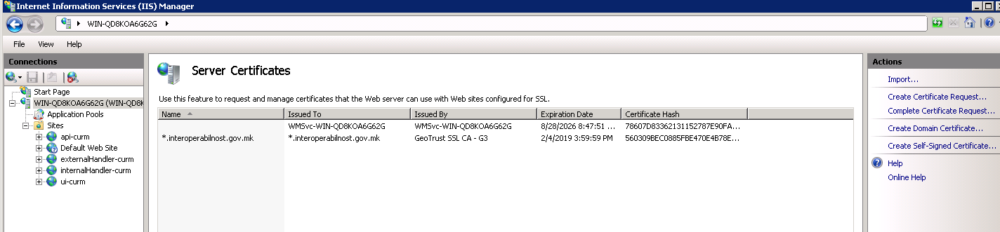 Internet Information Services (IIS) Manager
WIN-QD8KOA6G62G
File View Help
Connections
Start Page
WIN-QD8KOA6G62G (WIN-QD8K
Application Pools
Sites
api-curm
Default Web Site
externalHandler-curm
internalHandler-curm
ui-curm
Server Certificates
Use this feature to request and manage certificates that the Web server can use with Web sites configured for SSL.
Name Issued To Issued By Expiration Date Certificate Hash
WMSvc-WIN-QD8KOA6G62G WMSvc-WIN-QD8KOA6G62G 8/28/2026 8:47:51 ... 78607D83362131152787E90FA...
*.interoperabilnost.gov.mk *.interoperabilnost.gov.mk GeoTrust SSL CA - G3 2/4/2019 3:59:59 PM 560309BEC0885FBE470E4B78E...
Actions
Import...
Create Certificate Request...
Complete Certificate Request...
Create Domain Certificate...
Create Self-Signed Certificate...
Help
Online Help